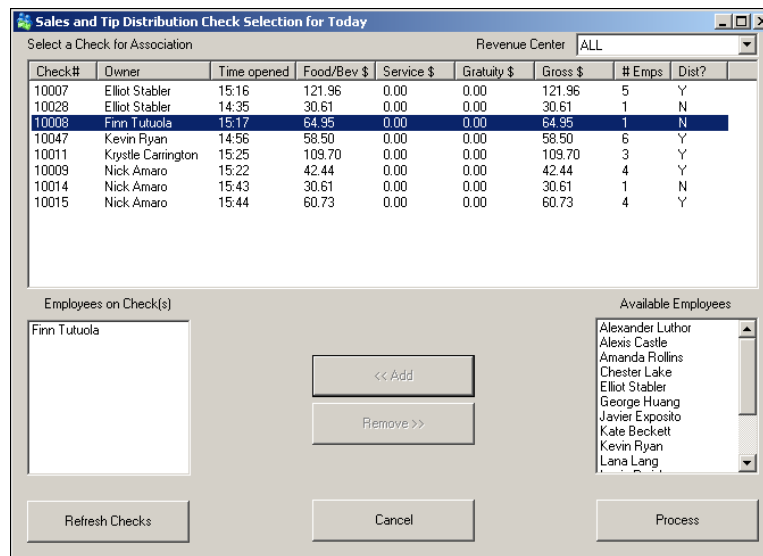 Sales and Tip Distribution Check Selection for Today
Select a Check for Association Revenue Center ALL
Check# Owner Time opened Food/Bev $ Service $ Gratuity $ Gross $ # Emps Dist?
10007 Elliot Stabler 15:16 121.96 0.00 0.00 121.96 5 Y
10028 Elliot Stabler 14:35 30.61 0.00 0.00 30.61 1 N
10008 Finn Tutuola 15:17 64.95 0.00 0.00 64.95 1 N
10047 Kevin Ryan 14:56 58.50 0.00 0.00 58.50 6 Y
10011 Krystle Carrington 15:25 109.70 0.00 0.00 109.70 3 Y
10009 Nick Amaro 15:22 42.44 0.00 0.00 42.44 4 Y
10014 Nick Amaro 15:43 30.61 0.00 0.00 30.61 1 N
10015 Nick Amaro 15:44 60.73 0.00 0.00 60.73 4 Y
Employees on Check(s)
Finn Tutuola
<< Add
Remove >>
Available Employees
Alexander Luthor
Alexis Castle
Amanda Rollins
Chester Lake
Elliot Stabler
George Huang
Javier Exposito
Kate Beckett
Kevin Ryan
Lana Lang
Refresh Checks
Cancel
Process